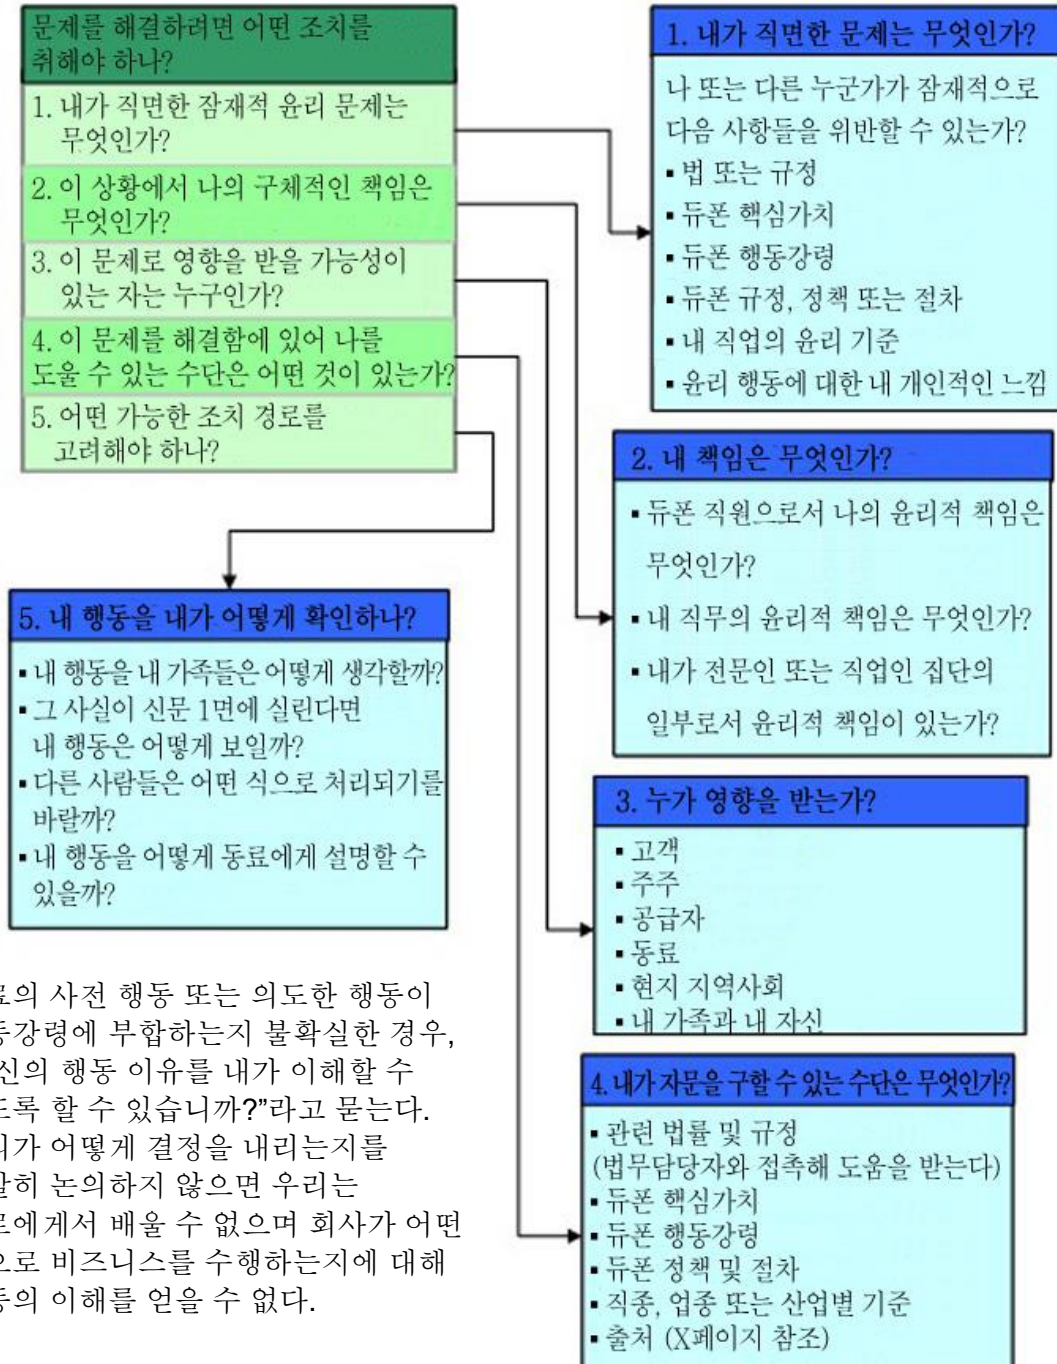 문제를 해결하려면 어떤 조치를
취해야 하나?
1. 내가 직면한 잠재적 윤리 문제는
무엇인가?
2. 이 상황에서 나의 구체적인 책임은
무엇인가?
3. 이 문제로 영향을 받을 가능성이
있는 자는 누구인가?
4. 이 문제를 해결함에 있어 나를
도울 수 있는 수단은 어떤 것이 있는가?
5. 어떤 가능한 조치 경로를
고려해야 하나?
1. 내가 직면한 문제는 무엇인가?
나 또는 다른 누군가가 잠재적으로
다음 사항들을 위반할 수 있는가?
▪ 법 또는 규정
▪ 듀폰 핵심가치
▪ 듀폰 행동강령
▪ 듀폰 규정, 정책 또는 절차
▪ 내 직업의 윤리 기준
▪ 윤리 행동에 대한 내 개인적인 느낌
2. 내 책임은 무엇인가?
▪ 듀폰 직원으로서 나의 윤리적 책임은
무엇인가?
▪ 내 직무의 윤리적 책임은 무엇인가?
▪ 내가 전문인 또는 직업인 집단의
일부로서 윤리적 책임이 있는가?
3. 누가 영향을 받는가?
▪ 고객
▪ 주주
▪ 공급자
▪ 동료
▪ 현지 지역사회
▪ 내 가족과 내 자신
4. 내가 자문을 구할 수 있는 수단은 무엇인가?
▪ 관련 법률 및 규정
(법무담당자와 접촉해 도움을 받는다)
▪ 듀폰 핵심가치
▪ 듀폰 행동강령
▪ 듀폰 정책 및 절차
▪ 직종, 업종 또는 산업별 기준
▪ 출처 (X페이지 참조)
5. 내 행동을 내가 어떻게 확인하나?
▪ 내 행동을 내 가족들은 어떻게 생각할까?
▪ 그 사실이 신문 1면에 실린다면
내 행동은 어떻게 보일까?
▪ 다른 사람들은 어떤 식으로 처리되기를
바랄까?
▪ 내 행동을 어떻게 동료에게 설명할 수
있을까?
사전 행동 또는 의도한 행동이
부합하는지 불확실한 경우,
행동 이유를 내가 이해할 수
할 수 있습니까?”라고 묻는다.
어떻게 결정을 내리는지를
논의하지 않으면 우리는
배울 수 없으며 회사가 어떤
비즈니스를 수행하는지에 대해
이해를 얻을 수 없다.